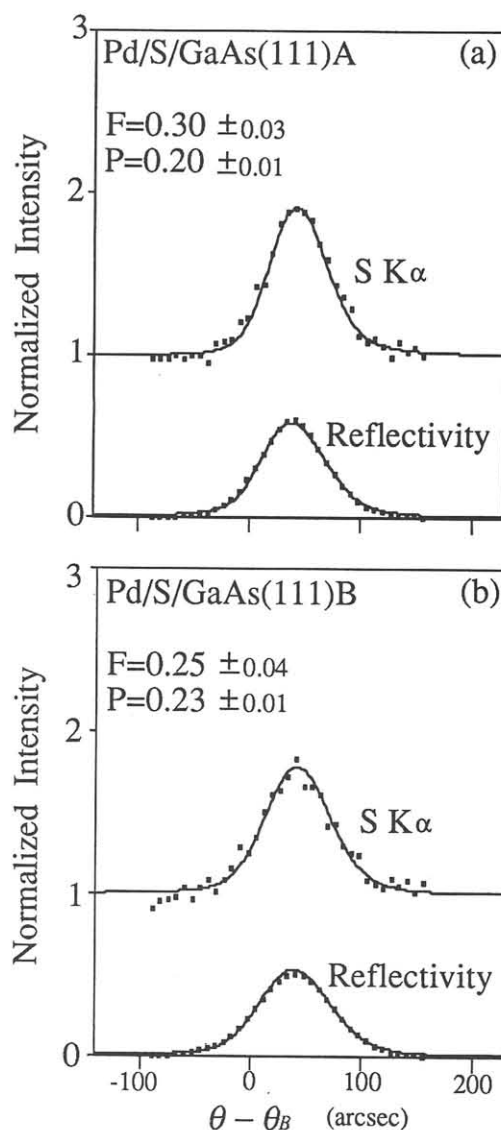 3
Pd/S/GaAs(111)A
(a)
F=0.30 ±0.03
P=0.20 ±0.01
2
S Kα
1
Reflectivity
0
Normalized Intensity
3
Pd/S/GaAs(111)B
(b)
F=0.25 ±0.04
P=0.23 ±0.01
2
S Kα
1
Reflectivity
0
Normalized Intensity
-100 0 100 200
θ − θB (arcsec)